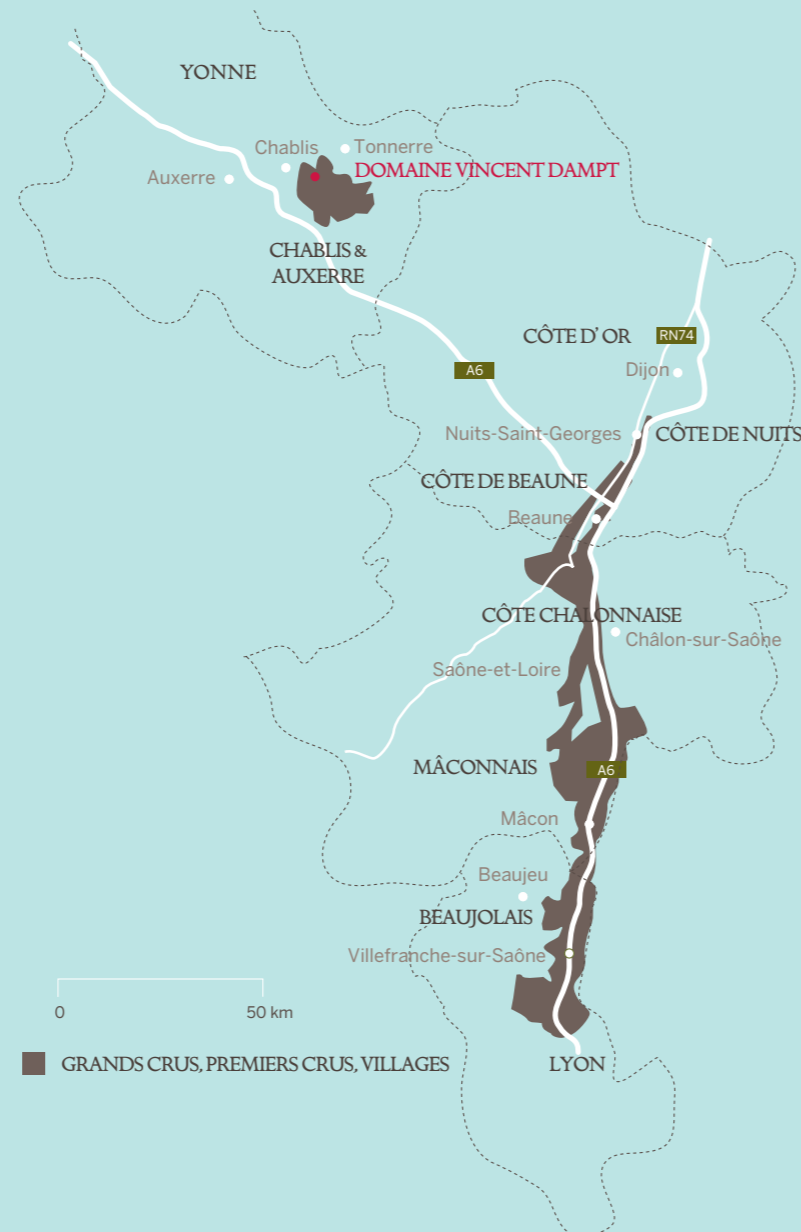 YONNE
Chablis
Tonnerre
Auxerre
DOMAINE VINCENT DAMPT
CHABLIS &
AUXERRE
CÔTE D' OR
RN74
A6
Dijon
Nuits-Saint-Georges
CÔTE DE NUITS
CÔTE DE BEAUNE
Beaune
CÔTE CHALONNAISE
Châlon-sur-Saône
Saône-et-Loire
MÂCONNAIS
A6
Mâcon
Beaujeu
BEAUJOLAIS
Villefranche-sur-Saône
0
50 km
GRANDS CRUS, PREMIERS CRUS, VILLAGES
LYON